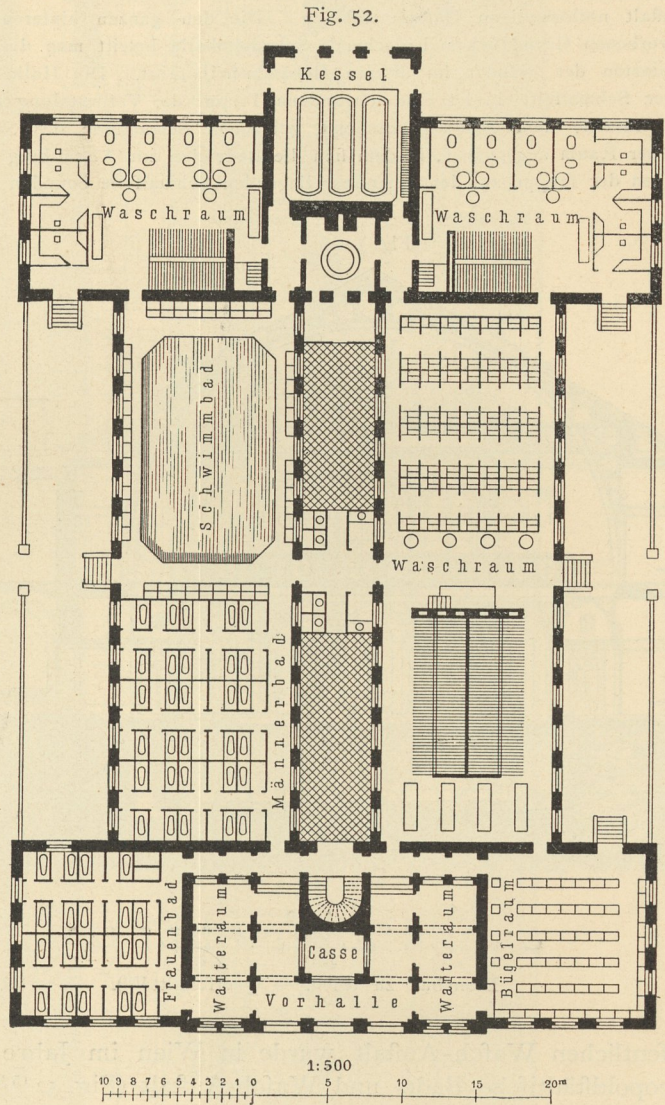 Fig. 52.
Kessel
Waschraum
Waschraum
Schwimmbad
Waschraum
Männerbad
Frauenbad
Warteraum
Casse
Warteraum
Bügelraum
Vorhalle
1:500
10 9 8 7 6 5 4 3 2 1 0 5 10 15 20m